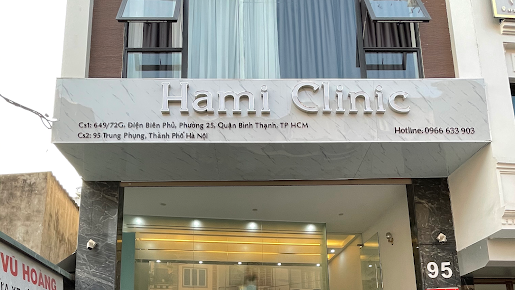 Hami Clinic
Cs1: 649/72G, Điện Biên Phủ, Phường 25, Quận Bình Thạnh, TP HCM
Cs2: 95 Trung Phụng, Thành Phố Hà Nội
Hotline: 0966 633 903
95
VU HOANG